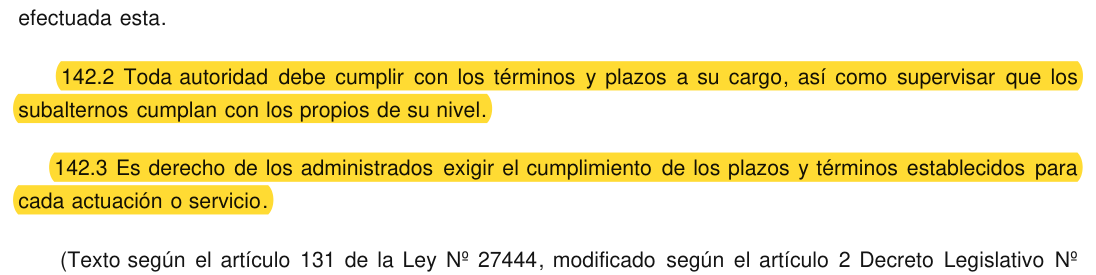 efectuada esta.
142.2 Toda autoridad debe cumplir con los términos y plazos a su cargo, así como supervisar que los
subalternos cumplan con los propios de su nivel.
142.3 Es derecho de los administrados exigir el cumplimiento de los plazos y términos establecidos para
cada actuación o servicio.
(Texto según el artículo 131 de la Ley Nº 27444, modificado según el artículo 2 Decreto Legislativo Nº